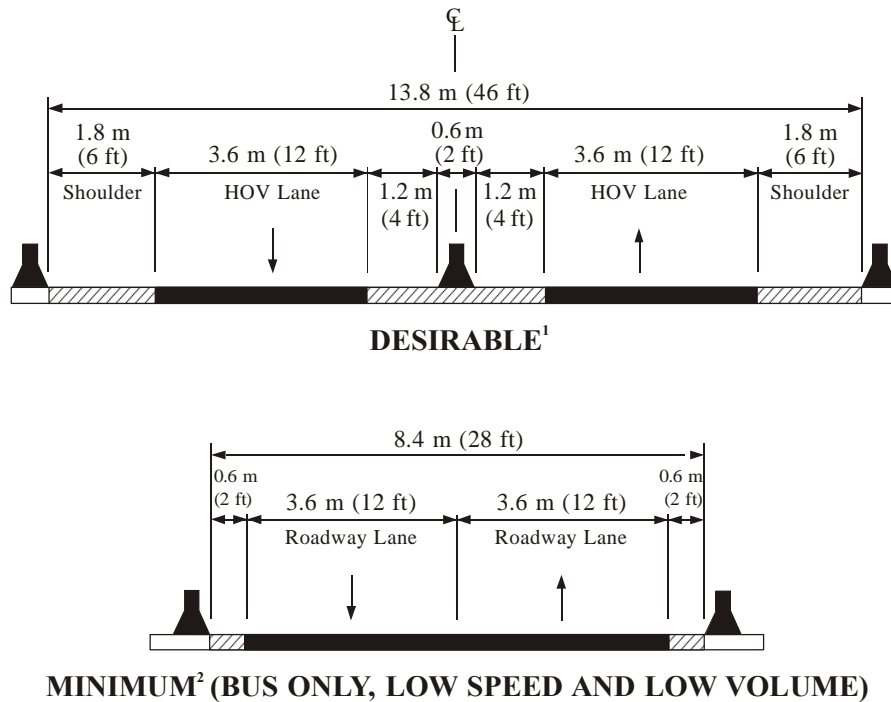 ℄
13.8 m (46 ft)
1.8 m
(6 ft)
Shoulder
3.6 m (12 ft)
HOV Lane
1.2 m
(4 ft)
0.6 m
(2 ft)
1.2 m
(4 ft)
3.6 m (12 ft)
HOV Lane
1.8 m
(6 ft)
Shoulder
DESIRABLE¹
8.4 m (28 ft)
0.6 m
(2 ft)
3.6 m (12 ft)
Roadway Lane
3.6 m (12 ft)
Roadway Lane
0.6 m
(2 ft)
MINIMUM² (BUS ONLY, LOW SPEED AND LOW VOLUME)